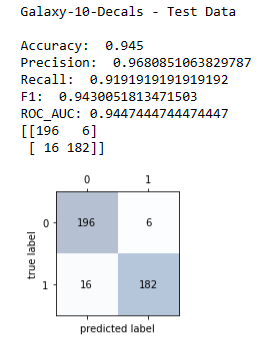 Galaxy-10-Decals - Test Data
Accuracy:  0.945
Precision:  0.9680851063829787
Recall:  0.9191919191919192
F1:  0.9430051813471503
ROC_AUC: 0.9447444744474447
[[196   6]
 [ 16 182]]
0 1
0 196 6
1 16 182
true label
predicted label